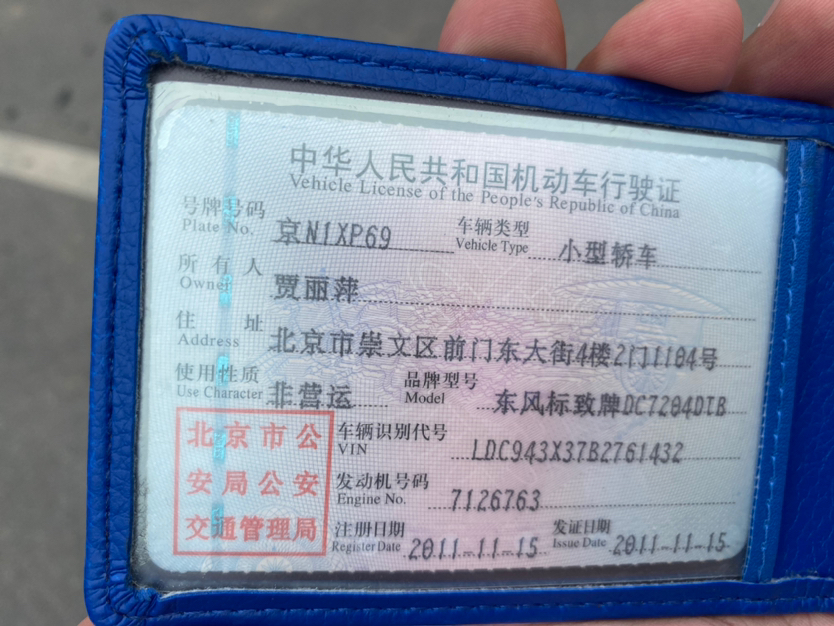 中华人民共和国机动车行驶证
Vehicle License of the People's Republic of China
号牌号码 京N1XP69 车辆类型 小型轿车
Plate No. Vehicle Type
所有人 贾丽萍
Owner
住址 北京市崇文区前门东大街4楼2门1104号
Address
使用性质 非营运 品牌型号 东风标致牌DC7204DTB
Use Character Model
北京市公
安局公安
交通管理局
车辆识别代号 LDC943X37B2761432
VIN
发动机号码 7126763
Engine No.
注册日期 2011-11-15 发证日期 2011-11-15
Register Date Issue Date